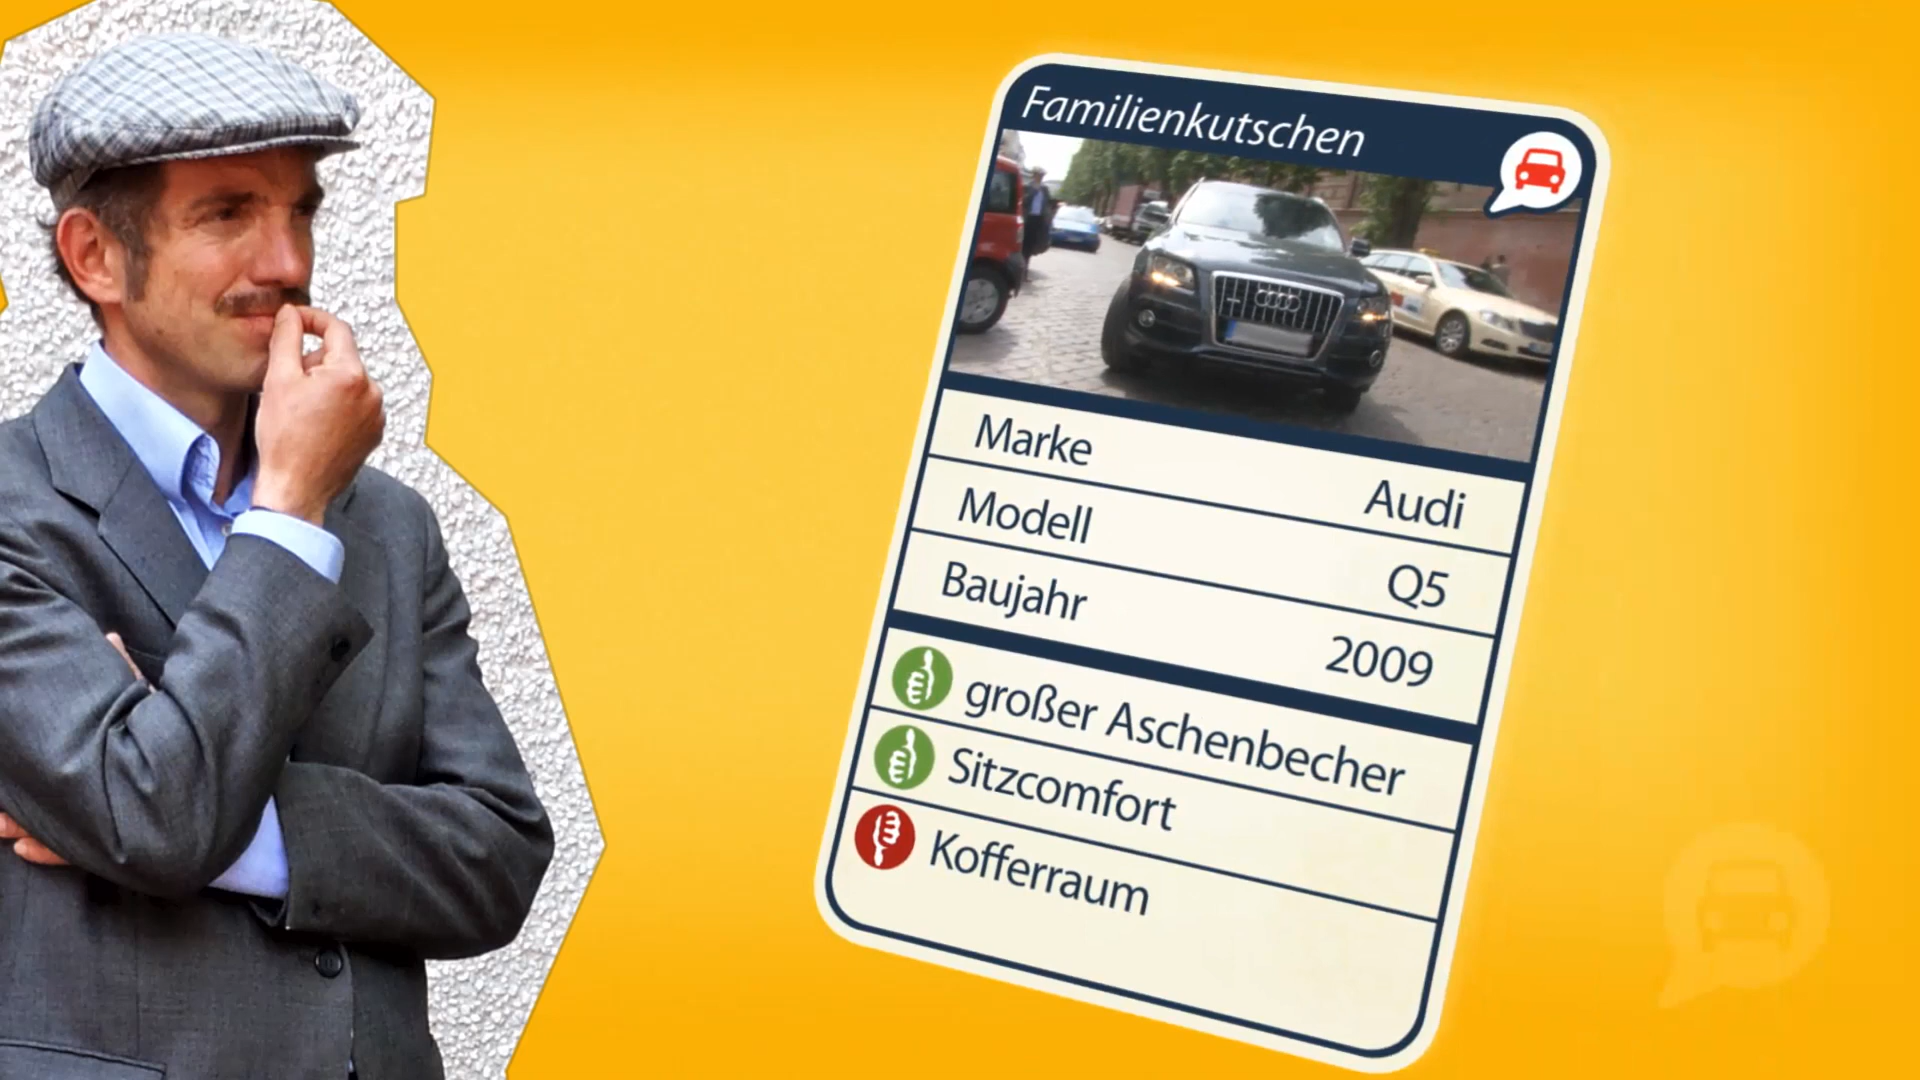 Familienkutschen
Marke Audi
Modell Q5
Baujahr 2009
großer Aschenbecher
Sitzcomfort
Kofferraum